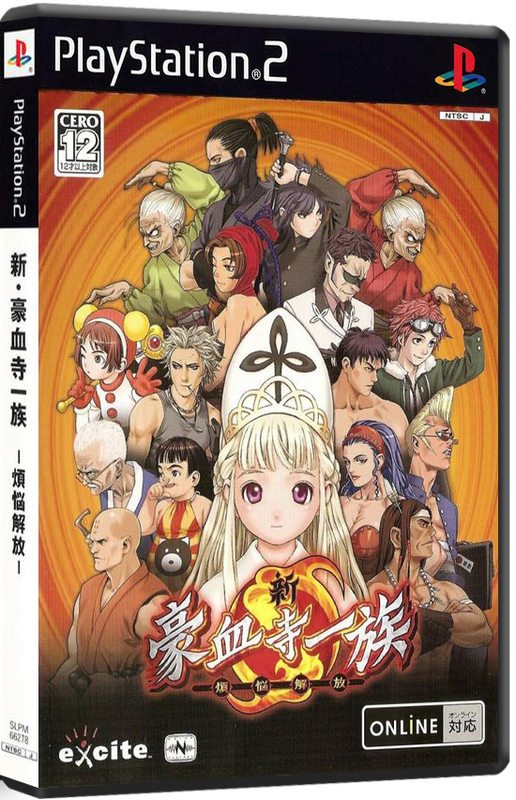 PlayStation®2
NTSC J
CERO
12
12才以上対象
新
豪血寺一族
煩悩解放
excite
N
ONLINE オンライン対応
PlayStation®2
新・豪血寺一族 －煩悩解放－
SLPM
66278
NTSC J